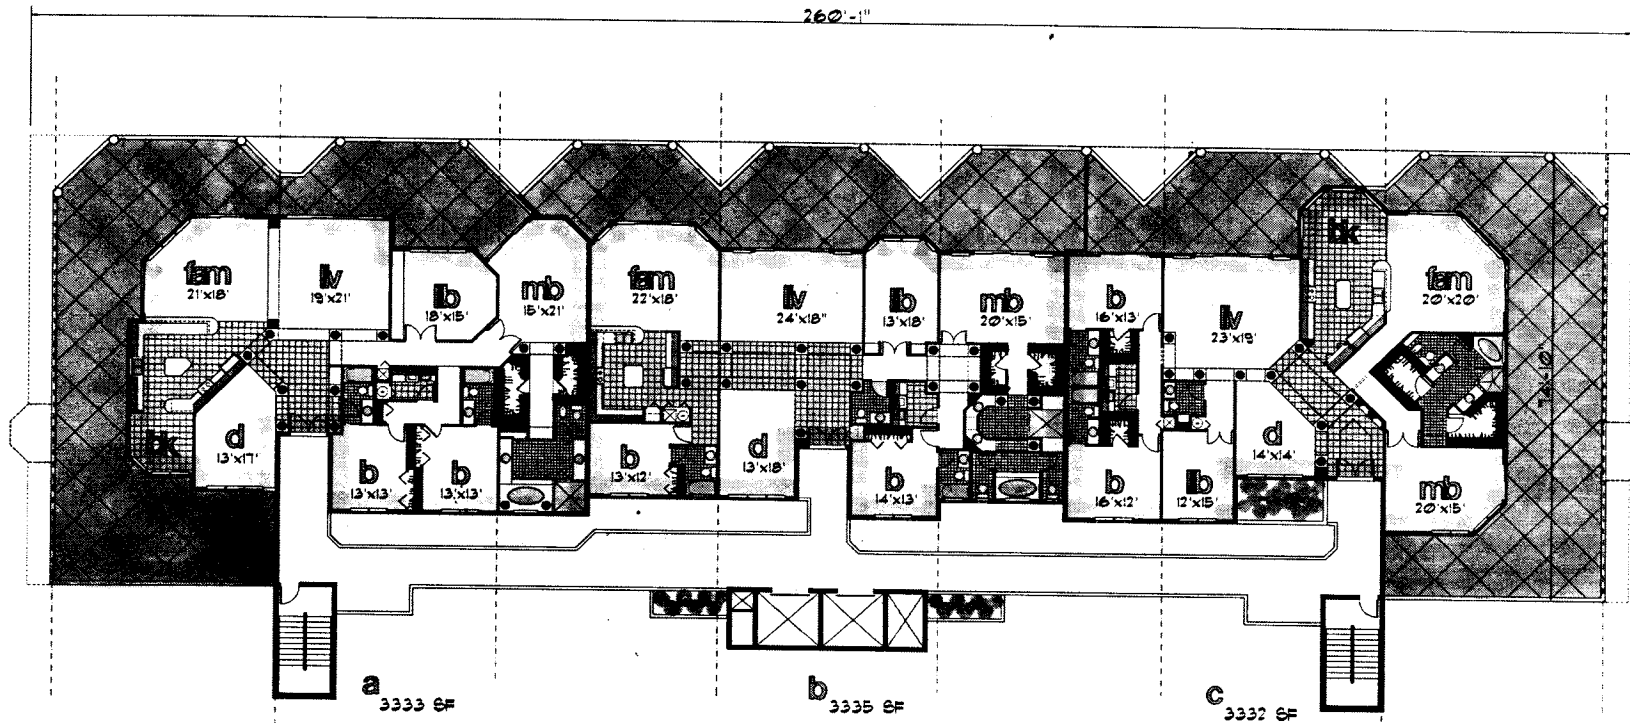 260'-1"
fam
21'x18'
liv
19'x21'
lib
18'x15'
mb
15'x21'
fam
22'x18'
liv
24'x18"
lib
13'x18'
mb
20'x15'
b
16'x13'
liv
23'x19'
bk
fam
20'x20'
bk
d
13'x17'
b
13'x13'
b
13'x13'
b
13'x12'
d
13'x18'
b
14'x13'
b
16'x12'
lib
12'x15'
d
14'x14'
mb
20'x15'
a
3333 SF
b
3335 SF
c
3332 SF